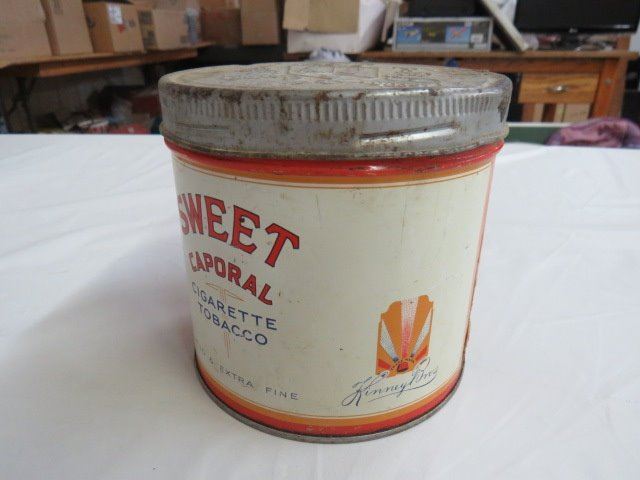 SWEET
CAPORAL
CIGARETTE
TOBACCO
& EXTRA FINE
Kinney Bros